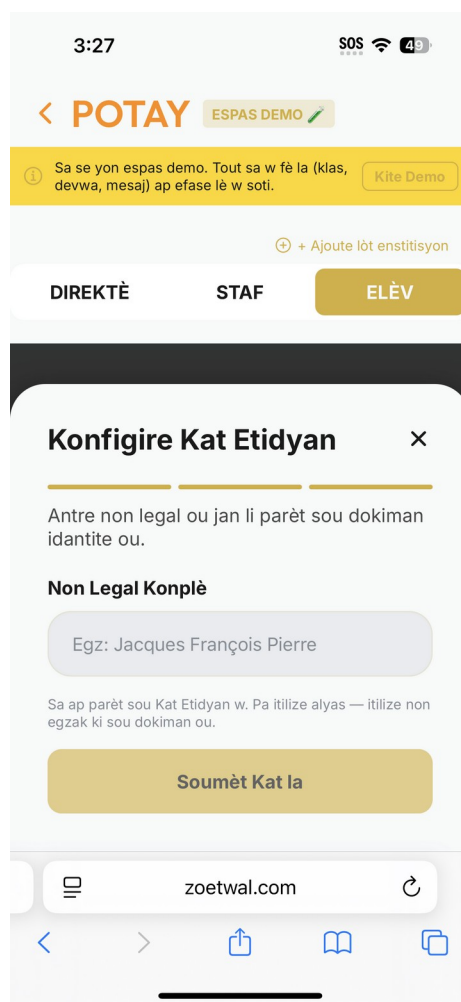 3:27
SOS
49
POTAY
ESPAS DEMO
Sa se yon espas demo. Tout sa w fè la (klas,
devwa, mesaj) ap efase lè w soti.
Kite Demo
+ Ajoute lòt enstitisyon
DIREKTÈ
STAF
ELÈV
Konfigire Kat Etidyan
Antre non legal ou jan li parèt sou dokiman
idantite ou.
Non Legal Konplè
Egz: Jacques François Pierre
Sa ap parèt sou Kat Etidyan w. Pa itilize alyas — itilize non
egzak ki sou dokiman ou.
Soumèt Kat la
zoetwal.com